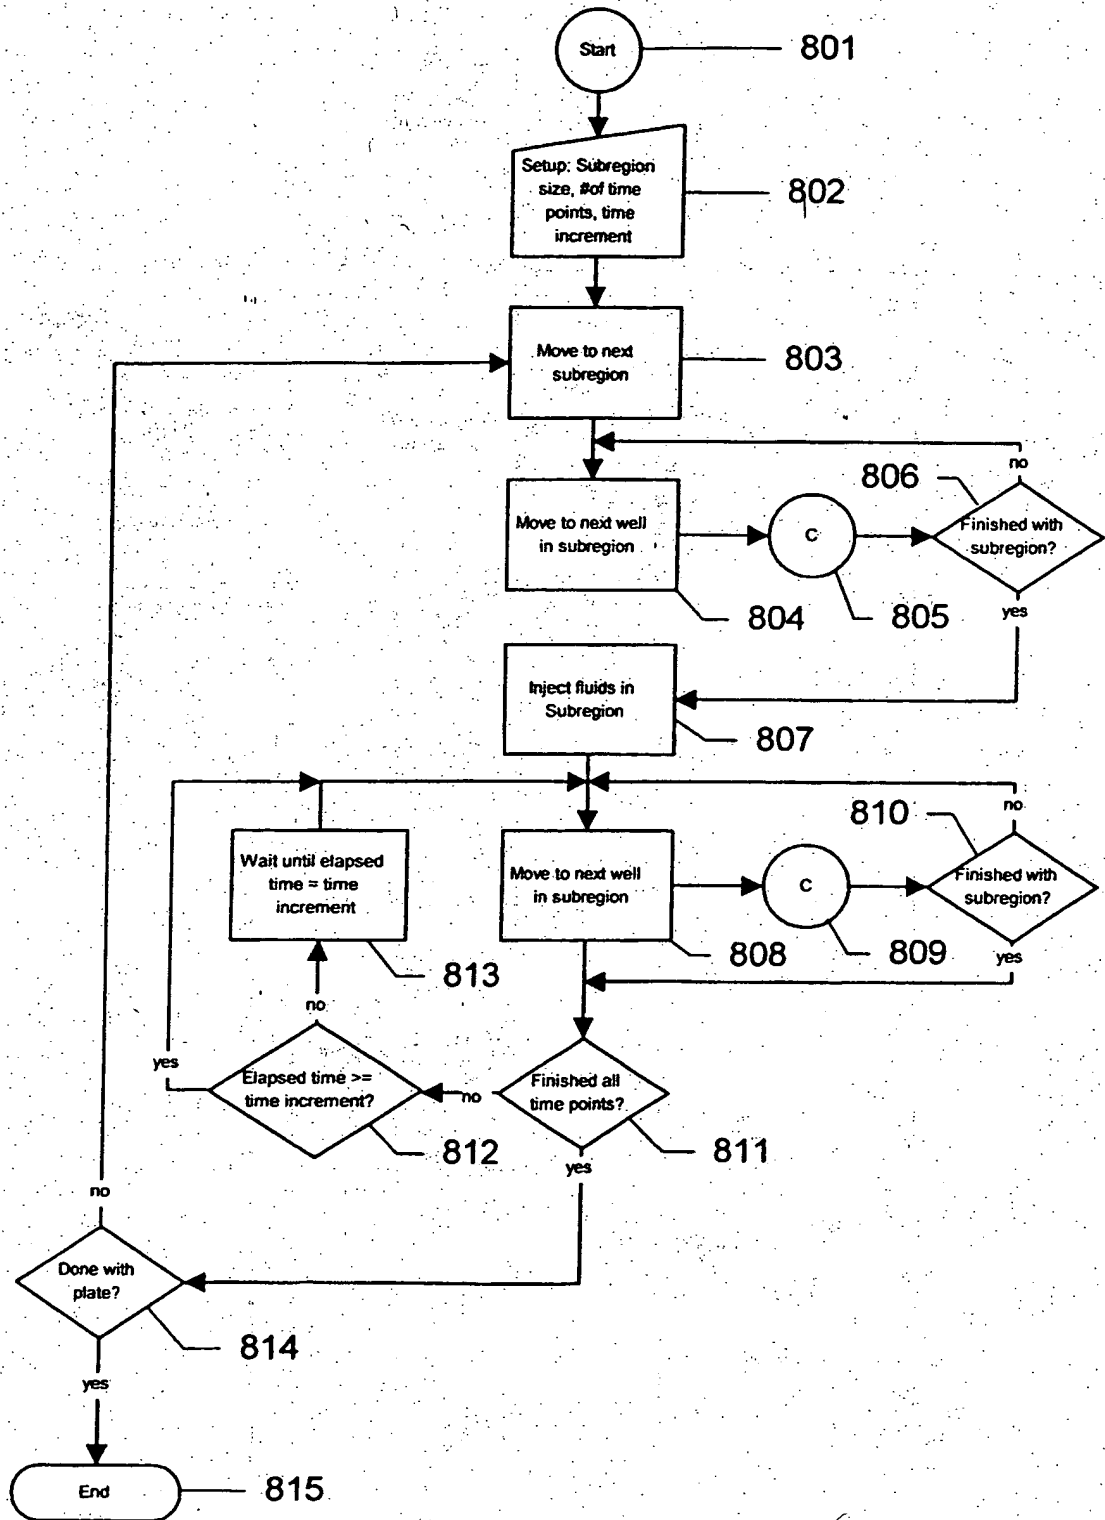 Start
801
Setup: Subregion
size, #of time
points, time
increment
802
Move to next
subregion
803
no
806
Move to next well
in subregion
C
Finished with
subregion?
804
805
yes
Inject fluids in
Subregion
807
no
810
Wait until elapsed
time = time
increment
Move to next well
in subregion
C
Finished with
subregion?
813
808
809
yes
no
yes
Elapsed time >=
time increment?
no
Finished all
time points?
812
811
yes
no
Done with
plate?
814
yes
End
815